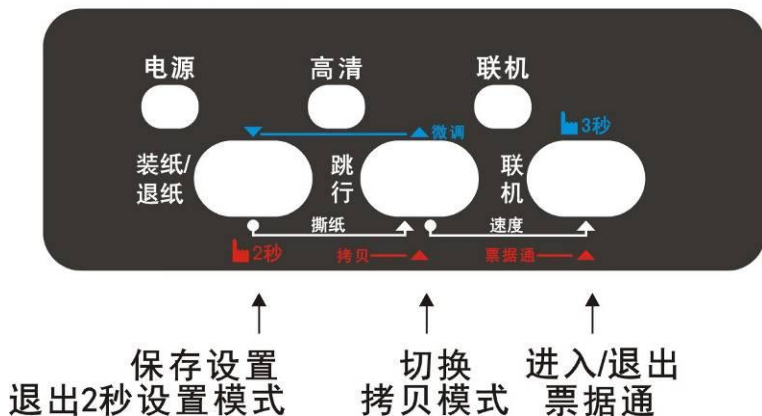 电源 高清 联机
微调 3秒
装纸/ 跳 联
退纸 行 机
撕纸 速度
2秒 拷贝 票据通
保存设置 切换 进入/退出
退出2秒设置模式 拷贝模式 票据通